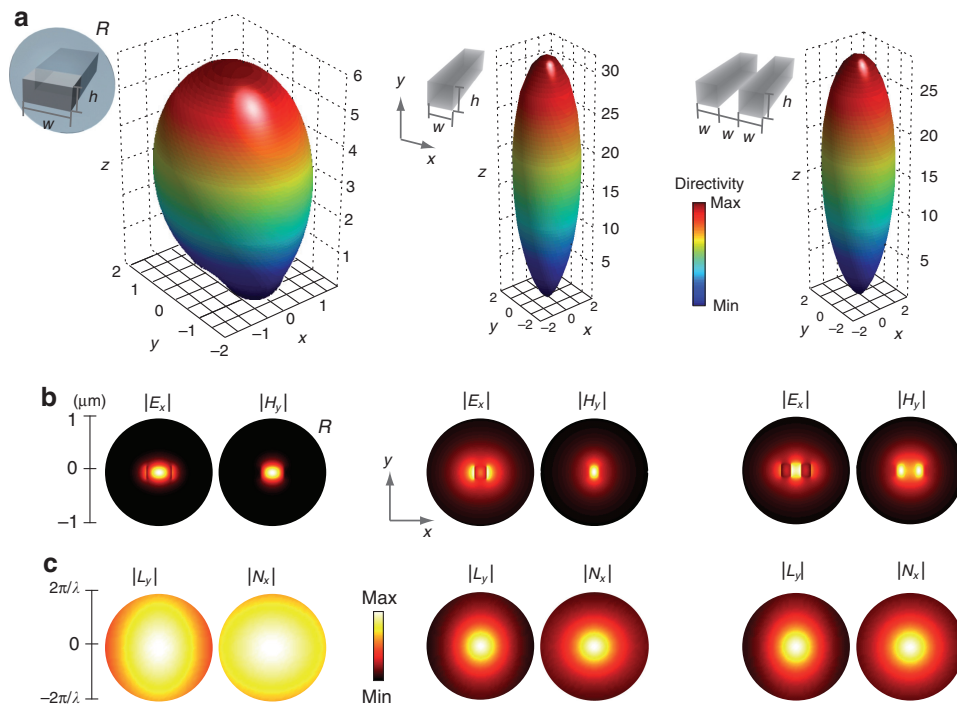 a
R
h
w
z
6
5
4
3
2
1
2
1
0
−1
−2
y
−1
0
1
x
y
x
h
w
z
30
25
20
15
10
5
2
0
−2
y
−2
0
2
x
h
w w w
z
25
20
15
10
5
2
0
−2
y
−2
0
2
x
Directivity
Max
Min
b
(μm)
1
0
−1
|Ex|
|Hy|
R
y
x
|Ex|
|Hy|
|Ex|
|Hy|
c
2π/λ
0
−2π/λ
|Ly|
|Nx|
Max
Min
|Ly|
|Nx|
|Ly|
|Nx|